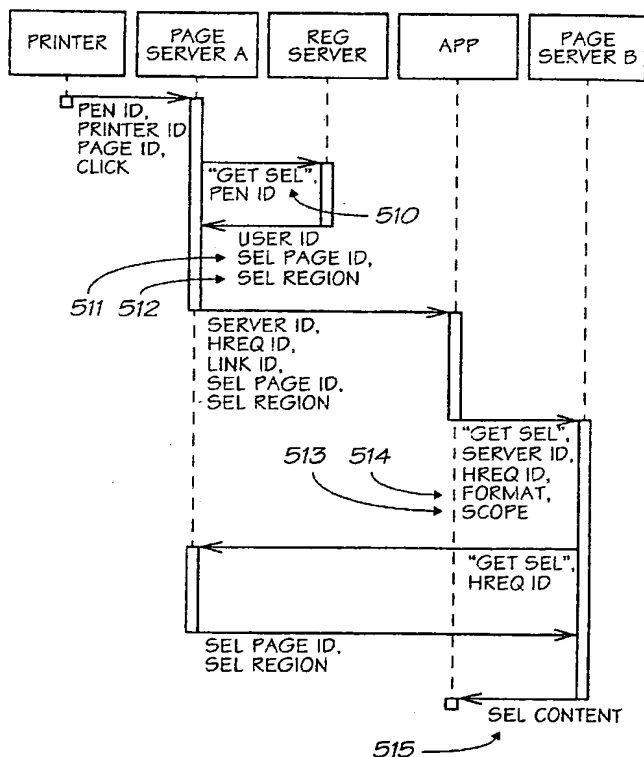 PRINTER
PAGE
SERVER A
REG
SERVER
APP
PAGE
SERVER B
PEN ID,
PRINTER ID
PAGE ID,
CLICK
"GET SEL",
PEN ID
510
USER ID
SEL PAGE ID,
SEL REGION
511
512
SERVER ID,
HREQ ID,
LINK ID,
SEL PAGE ID,
SEL REGION
"GET SEL",
SERVER ID,
HREQ ID,
FORMAT,
SCOPE
513
514
"GET SEL",
HREQ ID
SEL PAGE ID,
SEL REGION
SEL CONTENT
515